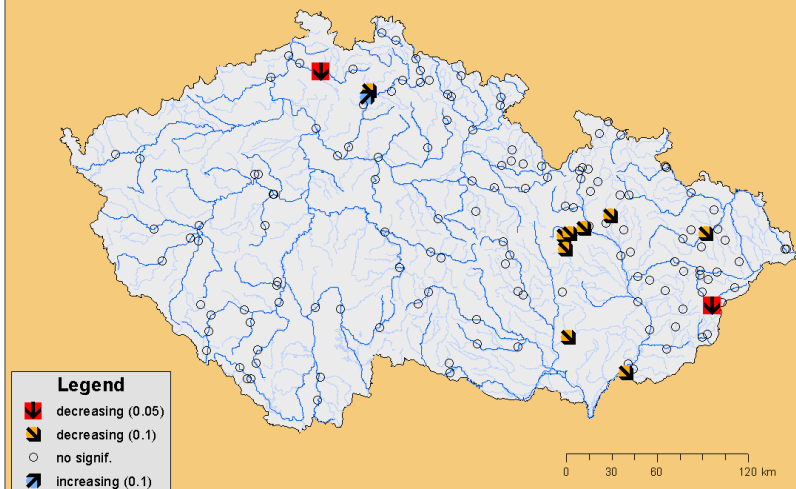 Legend
decreasing (0.05)
decreasing (0.1)
no signif.
increasing (0.1)
0 30 60 120 km